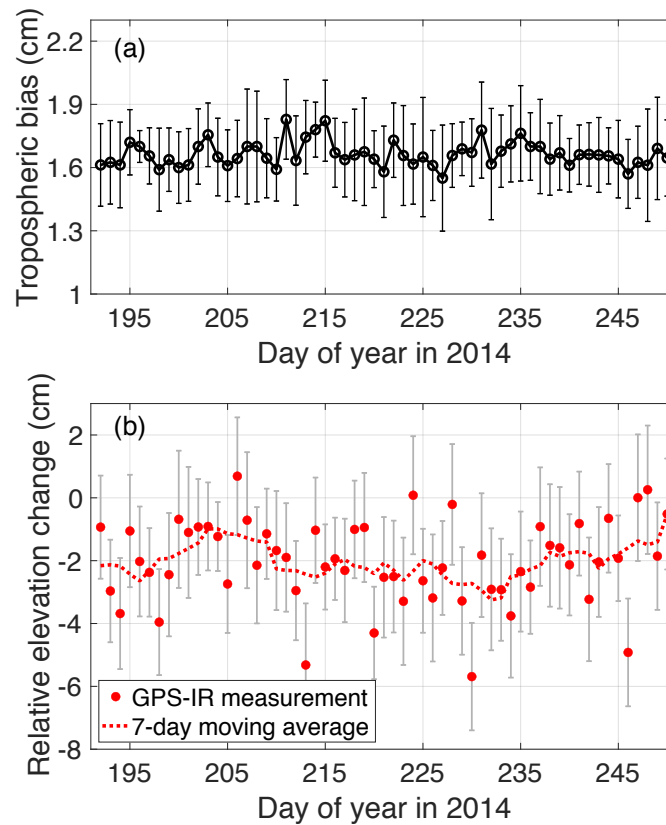 (a)
Tropospheric bias (cm)
2.2
1.9
1.6
1.3
1
195 205 215 225 235 245
Day of year in 2014
(b)
Relative elevation change (cm)
2
0
-2
-4
-6
-8
GPS-IR measurement
7-day moving average
195 205 215 225 235 245
Day of year in 2014